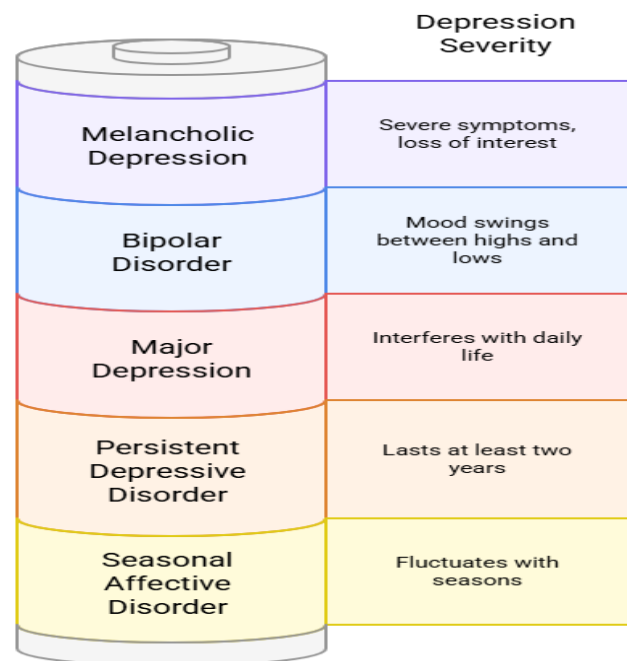 Depression
Severity
Melancholic
Depression
Severe symptoms,
loss of interest
Bipolar
Disorder
Mood swings
between highs and
lows
Major
Depression
Interferes with daily
life
Persistent
Depressive
Disorder
Lasts at least two
years
Seasonal
Affective
Disorder
Fluctuates with
seasons